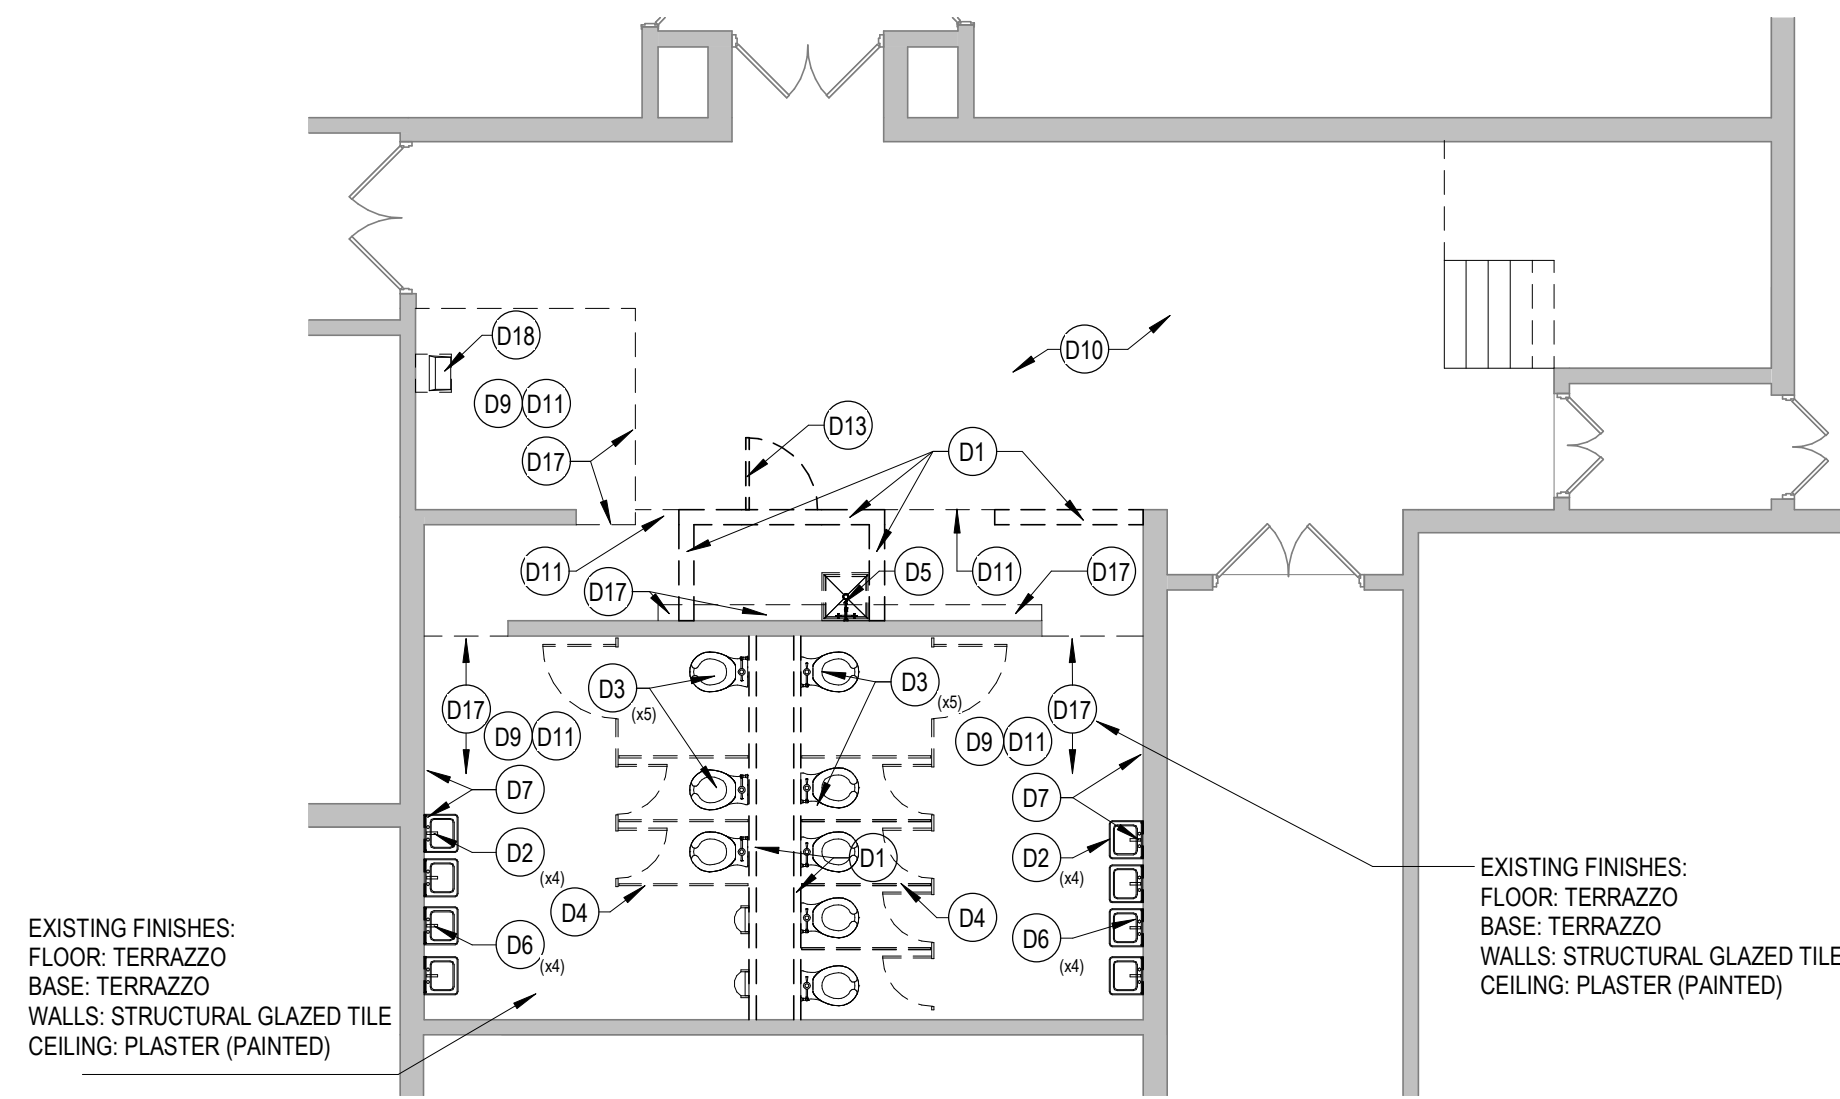 D18
D10
D9 D11
D13
D17
D1
D11
D17
D5
D11
D17
D3
(x5)
D3
(x5)
D17
D9 D11
D17
D9 D11
D7
D7
D2
(x4)
D1
D2
(x4)
D4
D4
D6
(x4)
D6
(x4)
EXISTING FINISHES:
FLOOR: TERRAZZO
BASE: TERRAZZO
WALLS: STRUCTURAL GLAZED TILE
CEILING: PLASTER (PAINTED)
EXISTING FINISHES:
FLOOR: TERRAZZO
BASE: TERRAZZO
WALLS: STRUCTURAL GLAZED TILE
CEILING: PLASTER (PAINTED)